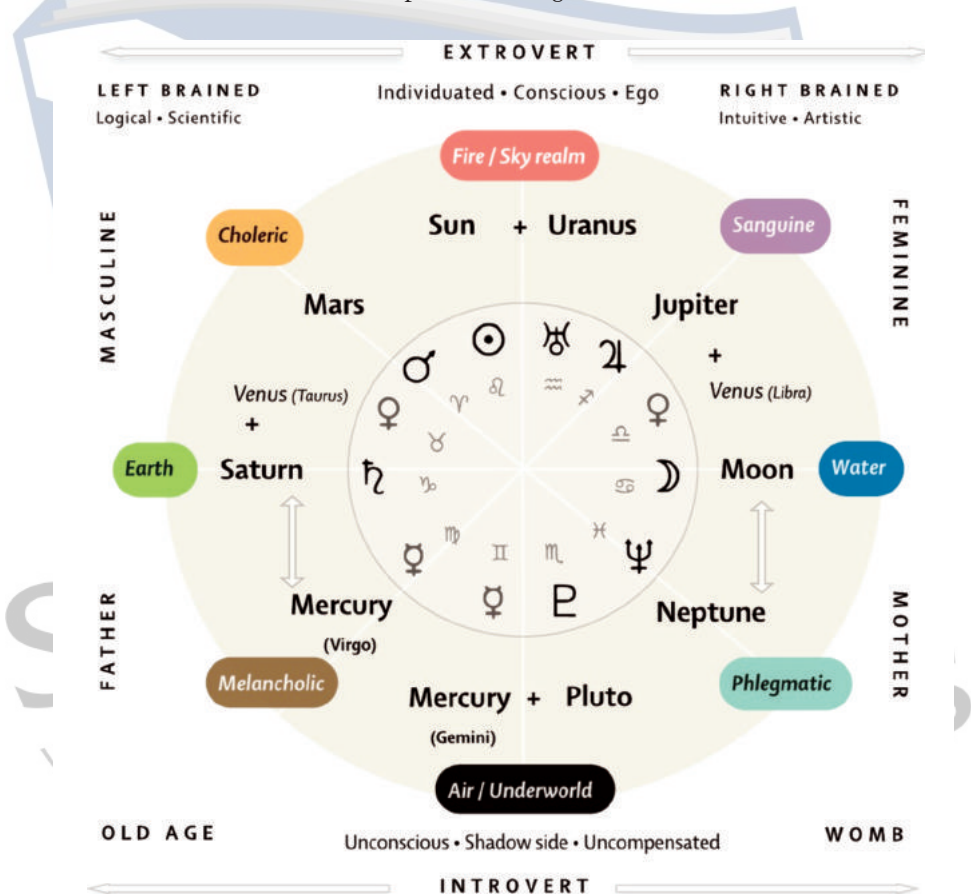 EXTROVERT
LEFT BRAINED
Individuated • Conscious • Ego
RIGHT BRAINED
Logical • Scientific
Intuitive • Artistic
Fire / Sky realm
MASCULINE
FEMININE
Choleric
Sun + Uranus
Sanguine
Mars
Jupiter
+
Venus (Taurus)
+
Venus (Libra)
Earth
Saturn
Moon
Water
Mercury
(Virgo)
Neptune
FATHER
MOTHER
Melancholic
Phlegmatic
Mercury + Pluto
(Gemini)
Air / Underworld
OLD AGE
Unconscious • Shadow side • Uncompensated
WOMB
INTROVERT